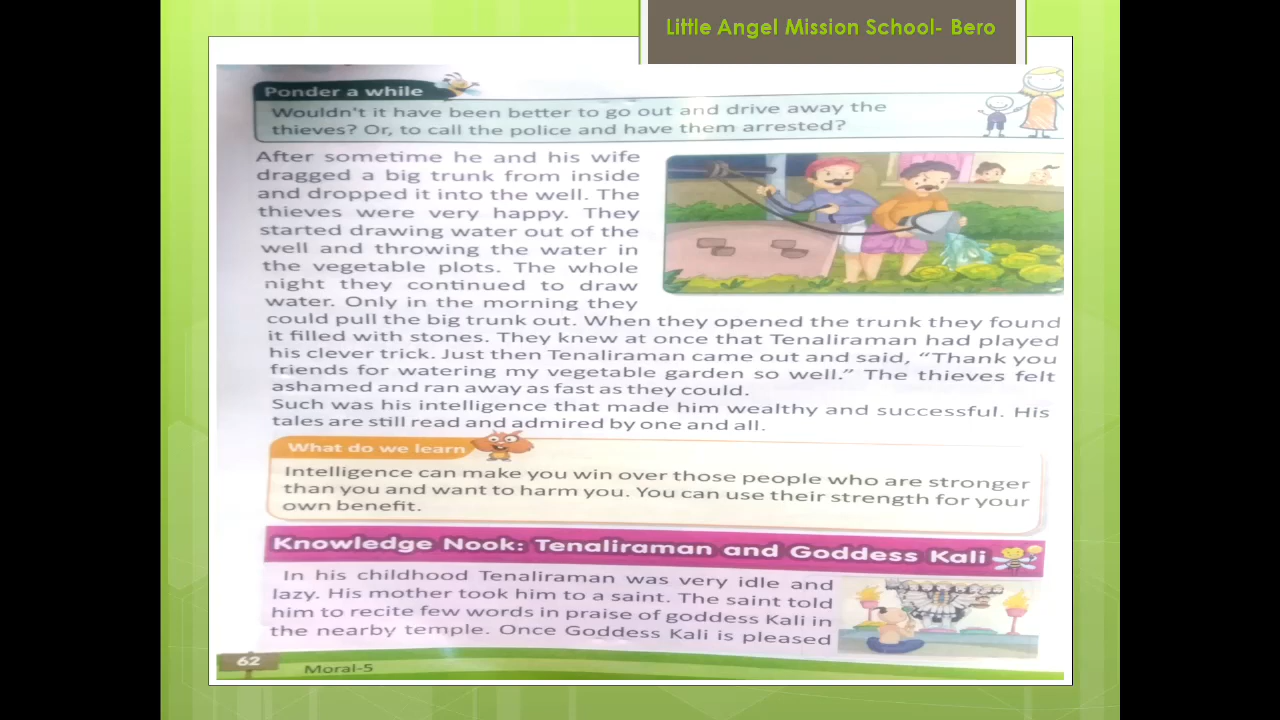 Little Angel Mission School- Bero
Ponder a while
Wouldn't it have been better to go out and drive away the
thieves? Or, to call the police and have them arrested?
After sometime he and his wife
dragged a big trunk from inside
and dropped it into the well. The
thieves were very happy. They
started drawing water out of the
well and throwing the water in
the vegetable plots. The whole
night they continued to draw
water. Only in the morning they
could pull the big trunk out. When they opened the trunk they found
it filled with stones. They knew at once that Tenaliraman had played
his clever trick. Just then Tenaliraman came out and said, “Thank you
friends for watering my vegetable garden so well.” The thieves felt
ashamed and ran away as fast as they could.
Such was his intelligence that made him wealthy and successful. His
tales are still read and admired by one and all.
What do we learn
Intelligence can make you win over those people who are stronger
than you and want to harm you. You can use their strength for your
own benefit.
Knowledge Nook: Tenaliraman and Goddess Kali
In his childhood Tenaliraman was very idle and
lazy. His mother took him to a saint. The saint told
him to recite few words in praise of goddess Kali in
the nearby temple. Once Goddess Kali is pleased
62
Moral-5